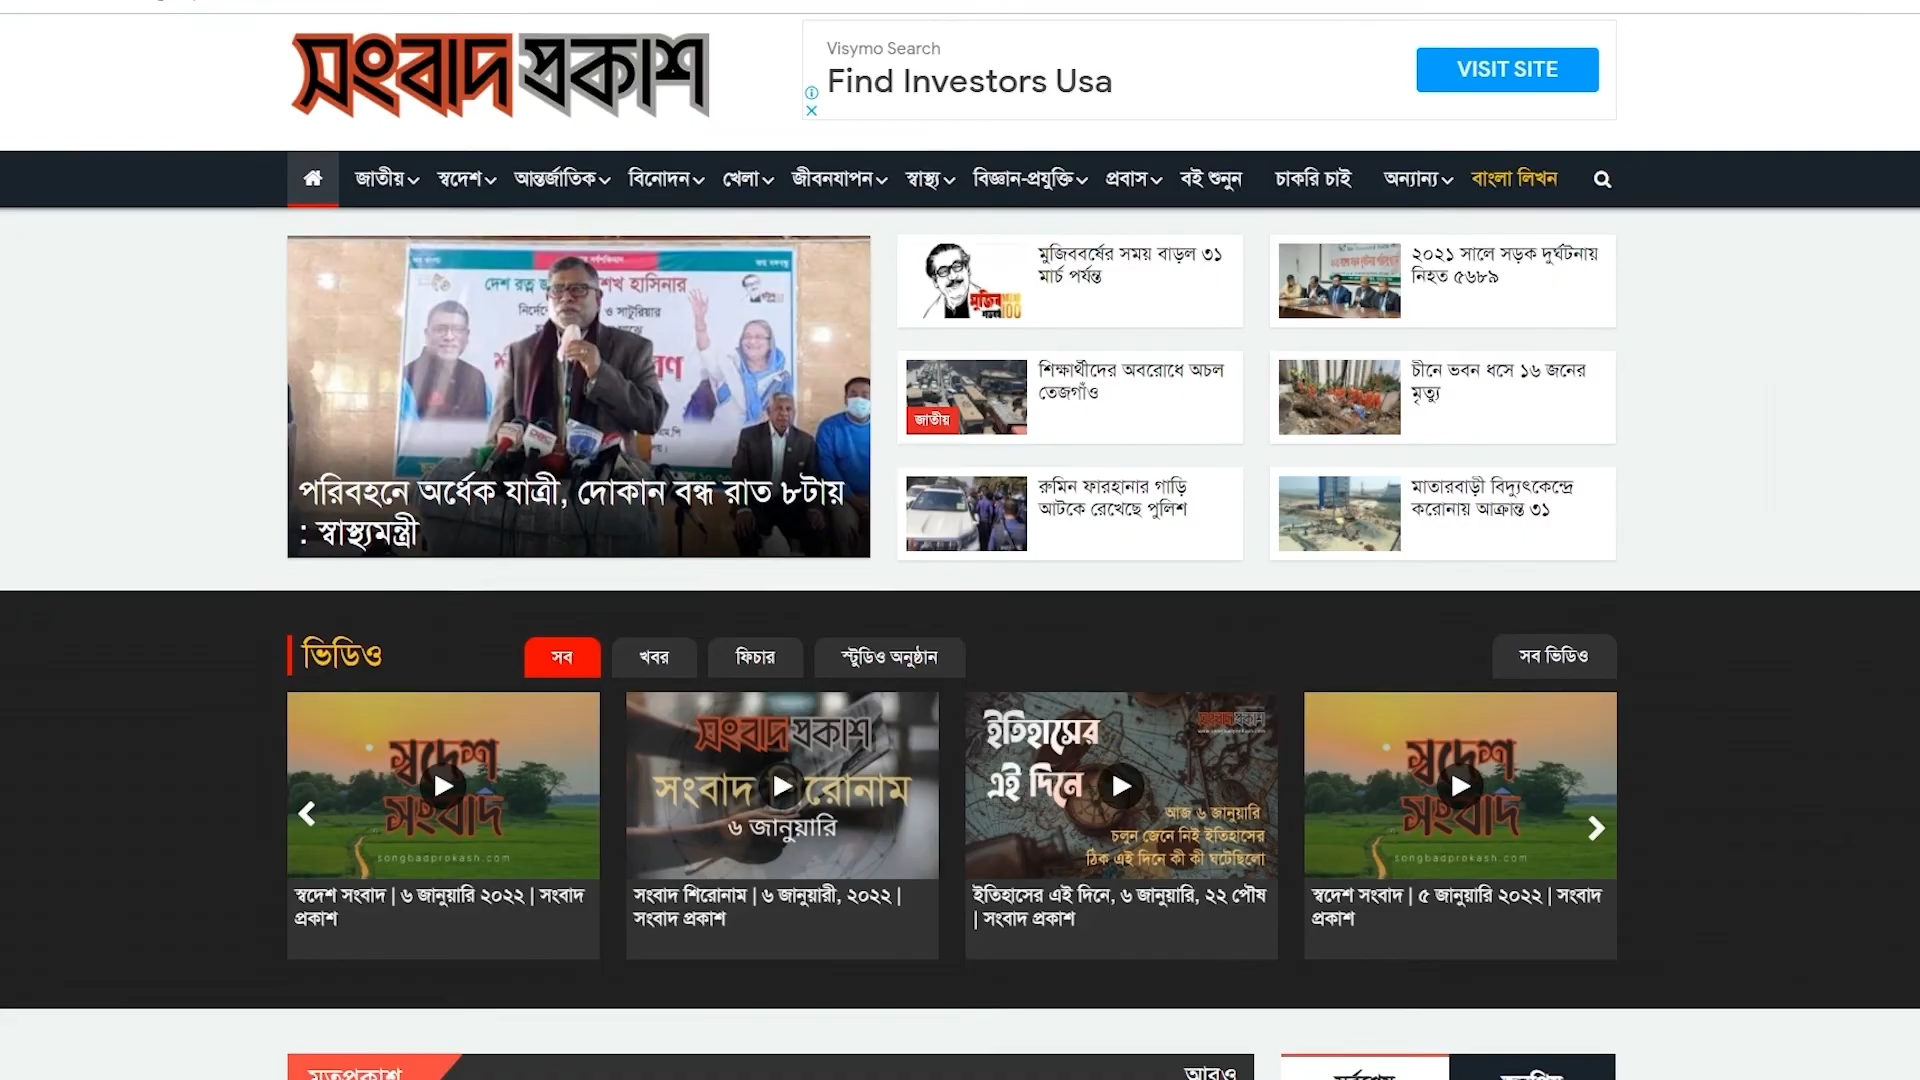 সংবাদ প্রকাশ
Visymo Search
Find Investors Usa
VISIT SITE
জাতীয় স্বদেশ আন্তর্জাতিক বিনোদন খেলা জীবনযাপন স্বাস্থ্য বিজ্ঞান-প্রযুক্তি প্রবাস বই শুনুন চাকরি চাই অন্যান্য বাংলা লিখন
পরিবহনে অর্ধেক যাত্রী, দোকান বন্ধ রাত ৮টায়
: স্বাস্থ্যমন্ত্রী
মুজিববর্ষের সময় বাড়ল ৩১
মার্চ পর্যন্ত
২০২১ সালে সড়ক দুর্ঘটনায়
নিহত ৫৬৮৯
শিক্ষার্থীদের অবরোধে অচল
তেজগাঁও
জাতীয়
চীনে ভবন ধসে ১৬ জনের
মৃত্যু
রুমিন ফারহানার গাড়ি
আটকে রেখেছে পুলিশ
মাতারবাড়ী বিদ্যুৎকেন্দ্রে
করোনায় আক্রান্ত ৩১
ভিডিও
সব খবর ফিচার স্টুডিও অনুষ্ঠান সব ভিডিও
স্বদেশ
সংবাদ
songbadprokash.com
স্বদেশ সংবাদ | ৬ জানুয়ারি ২০২২ | সংবাদ
প্রকাশ
সংবাদ প্রকাশ
সংবাদ
৬ জানুয়ারি
সংবাদ শিরোনাম | ৬ জানুয়ারী, ২০২২ |
সংবাদ প্রকাশ
ইতিহাসের
এই দিনে
আজ ৬ জানুয়ারি
চলুন জেনে নিই ইতিহাসের
ঠিক এই দিনে কী কী ঘটেছিলো
ইতিহাসের এই দিনে, ৬ জানুয়ারি, ২২ পৌষ
| সংবাদ প্রকাশ
স্বদেশ
সংবাদ
songbadprokash.com
স্বদেশ সংবাদ | ৫ জানুয়ারি ২০২২ | সংবাদ
প্রকাশ
মতপ্রকাশ
আরও